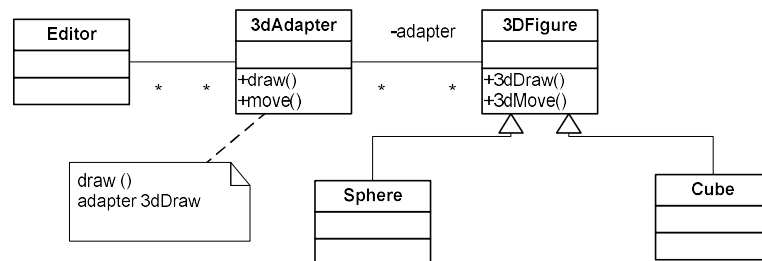 Editor
3dAdapter
-adapter
3DFigure
+draw()
+move()
+3dDraw()
+3dMove()
* * * *
draw ()
adapter 3dDraw
Sphere
Cube